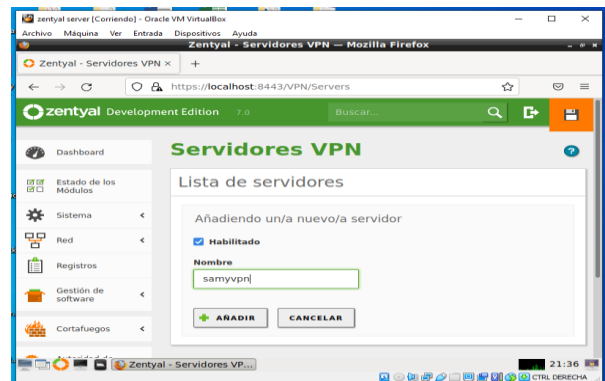 zentyal server [Corriendo] - Oracle VM VirtualBox
Archivo Máquina Ver Entrada Dispositivos Ayuda
Zentyal - Servidores VPN — Mozilla Firefox
Zentyal - Servidores VPN
https://localhost:8443/VPN/Servers
zentyal Development Edition 7.0 Buscar...
Dashboard
Servidores VPN
Estado de los
Módulos
Lista de servidores
Sistema
Añadiendo un/a nuevo/a servidor
Red
Habilitado
Registros
Nombre
samyvpn
Gestión de
software
AÑADIR CANCELAR
Cortafuegos
Zentyal - Servidores VP...
21:36
CTRL DERECHA